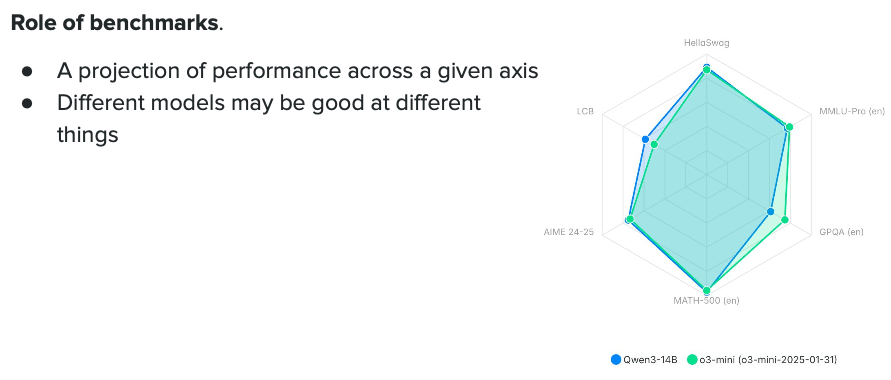 Role of benchmarks.
● A projection of performance across a given axis
● Different models may be good at different
things
HellaSwag
LCB
MMLU-Pro (en)
AIME 24-25
GPQA (en)
MATH-500 (en)
Qwen3-14B
o3-mini (o3-mini-2025-01-31)